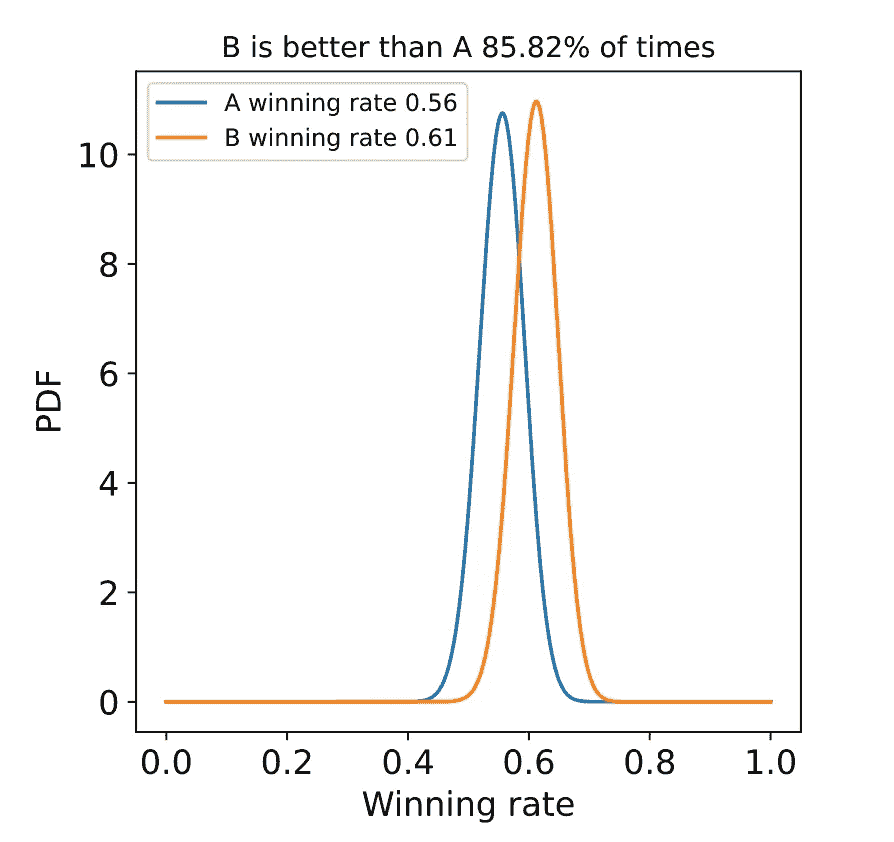 B is better than A 85.82% of times
A winning rate 0.56
B winning rate 0.61
10
8
6
4
2
0
PDF
0.0 0.2 0.4 0.6 0.8 1.0
Winning rate